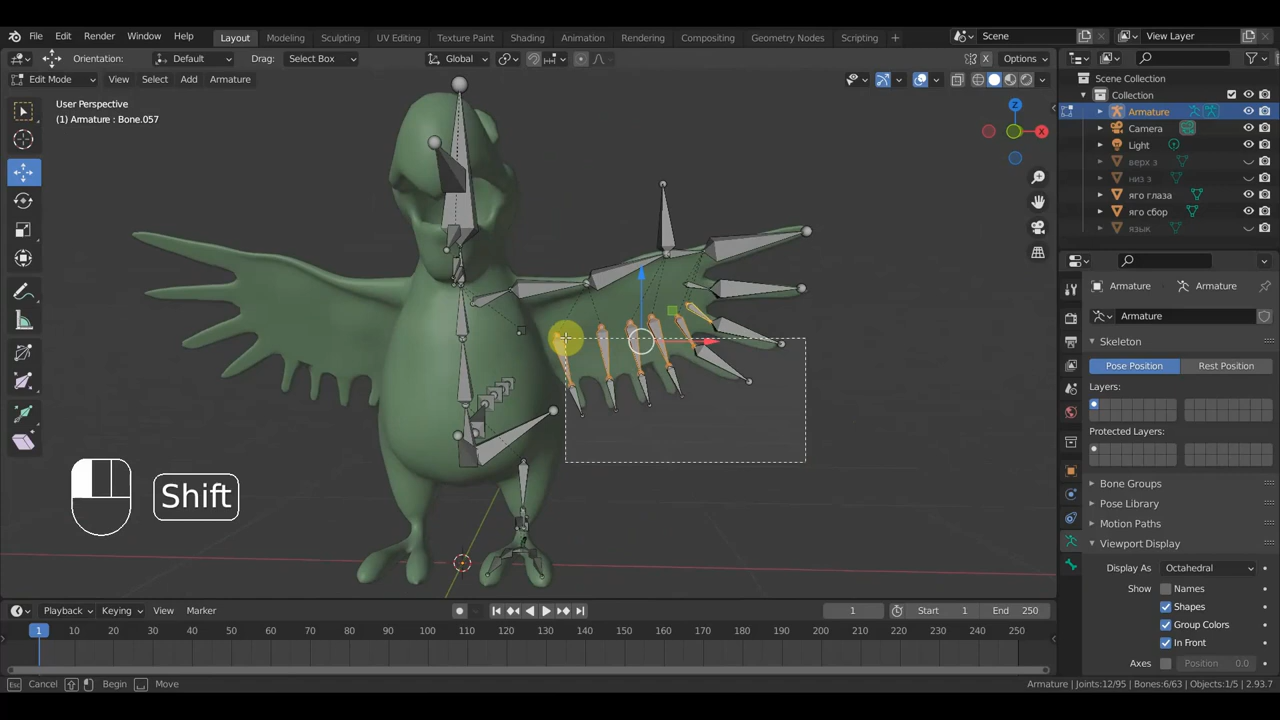 File Edit Render Window Help Layout Modeling Sculpting UV Editing Texture Paint Shading Animation Rendering Compositing Geometry Nodes Scripting + Scene View Layer
Orientation: Default Drag: Select Box Global Options
Edit Mode View Select Add Armature
User Perspective
(1) Armature : Bone.057
Z
X
Shift
Scene Collection
Collection
Armature
Camera
Light
верх з
низ з
яго глаза
яго сбор
язык
Armature Armature
Armature
Skeleton
Pose Position Rest Position
Layers:
Protected Layers:
Bone Groups
Pose Library
Motion Paths
Viewport Display
Display As Octahedral
Show Names
Shapes
Group Colors
In Front
Axes Position 0.0
Playback Keying View Marker 1 Start 1 End 250
1 10 20 30 40 50 60 70 80 90 100 110 120 130 140 150 160 170 180 190 200 210 220 230 240 250
Esc Cancel Begin Move Armature | Joints:12/95 | Bones:6/63 | Objects:1/5 | 2.93.7